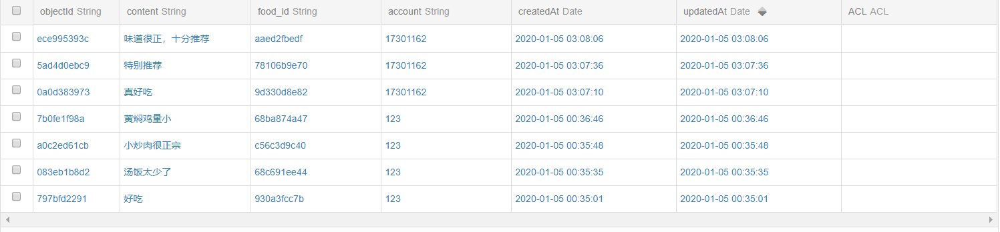 objectId String content String food_id String account String createdAt Date updatedAt Date ACL ACL
ece995393c 味道很正，十分推荐 aaed2fbedf 17301162 2020-01-05 03:08:06 2020-01-05 03:08:06
5ad4d0ebc9 特别推荐 78106b9e70 17301162 2020-01-05 03:07:36 2020-01-05 03:07:36
0a0d383973 真好吃 9d330d8e82 17301162 2020-01-05 03:07:10 2020-01-05 03:07:10
7b0fe1f98a 黄焖鸡量小 68ba874a47 123 2020-01-05 00:36:46 2020-01-05 00:36:46
a0c2ed61cb 小炒肉很正宗 c56c3d9c40 123 2020-01-05 00:35:48 2020-01-05 00:35:48
083eb1b8d2 汤饭太少了 68c691ee44 123 2020-01-05 00:35:35 2020-01-05 00:35:35
797bfd2291 好吃 930a3fcc7b 123 2020-01-05 00:35:01 2020-01-05 00:35:01